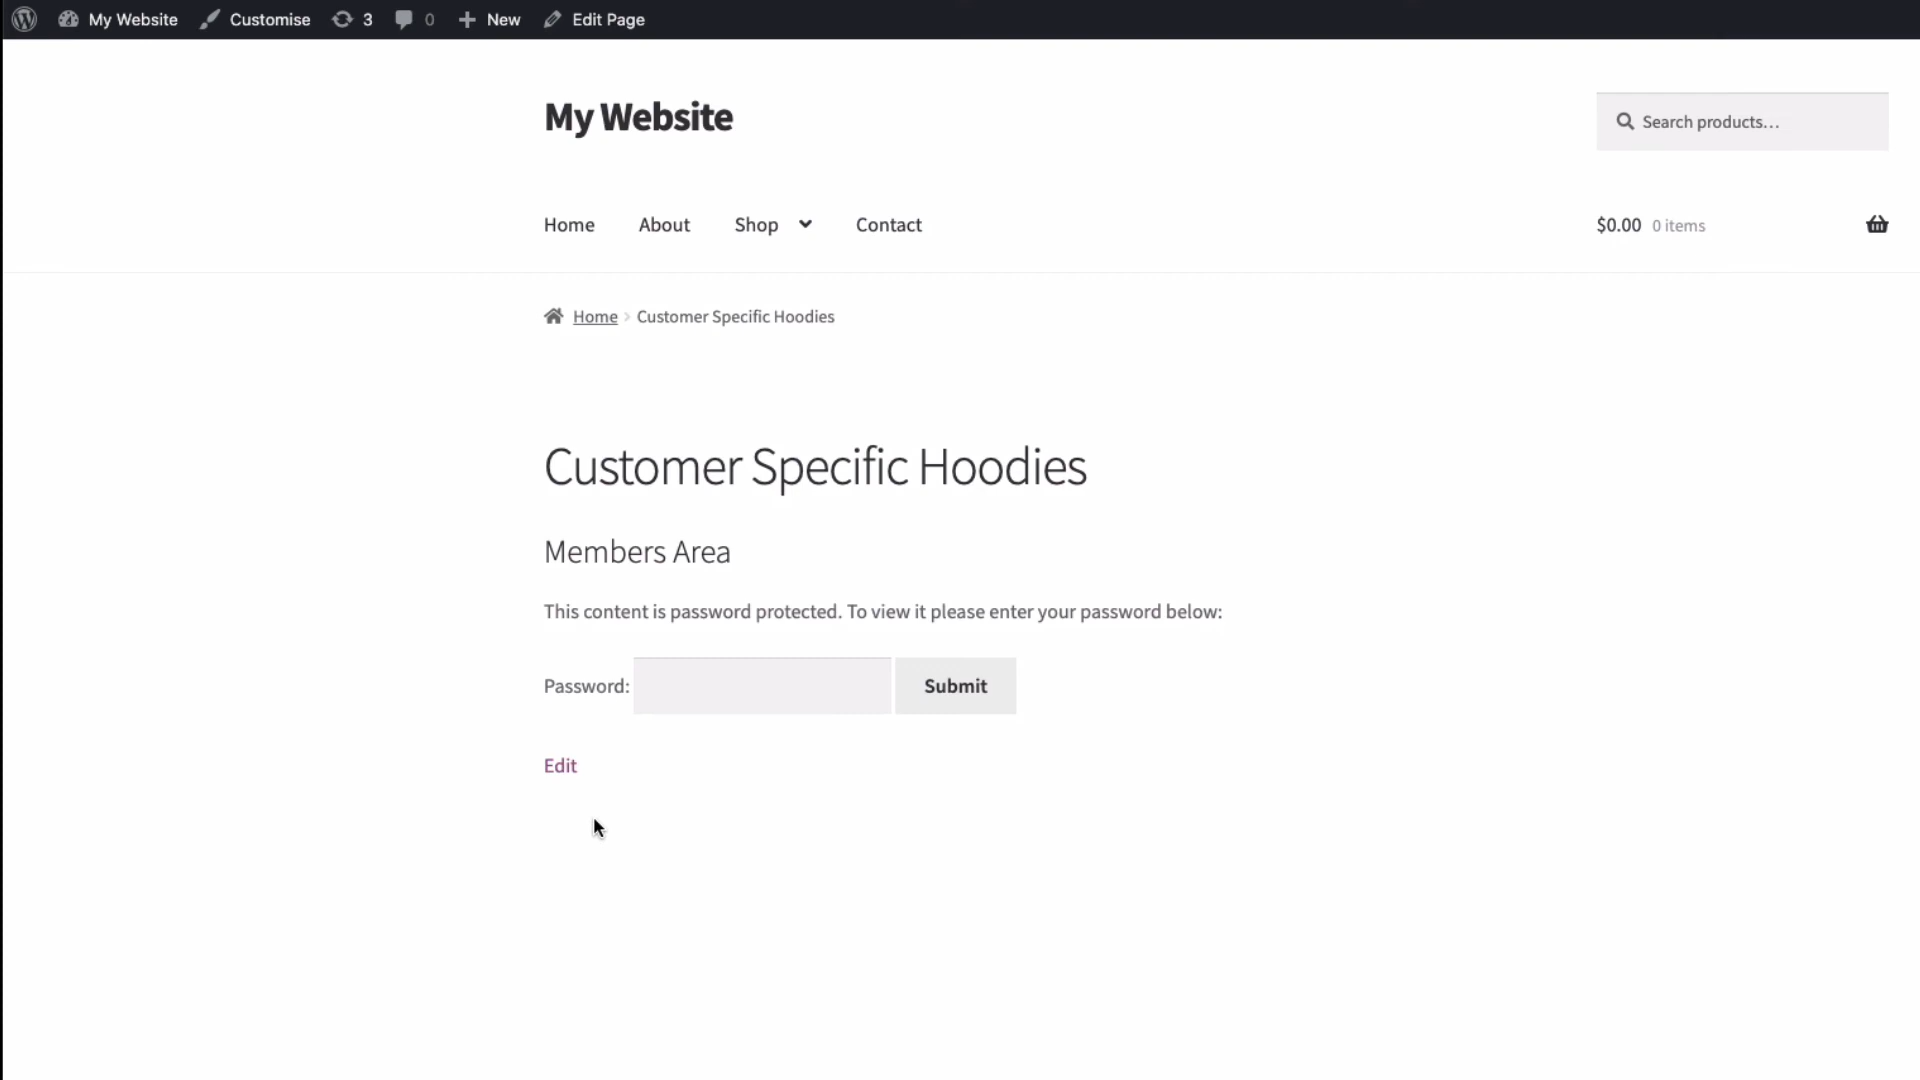 My Website Customise 3 0 New Edit Page
My Website
Search products...
Home About Shop Contact
$0.00 0 items
Home Customer Specific Hoodies
Customer Specific Hoodies
Members Area
This content is password protected. To view it please enter your password below:
Password: Submit
Edit